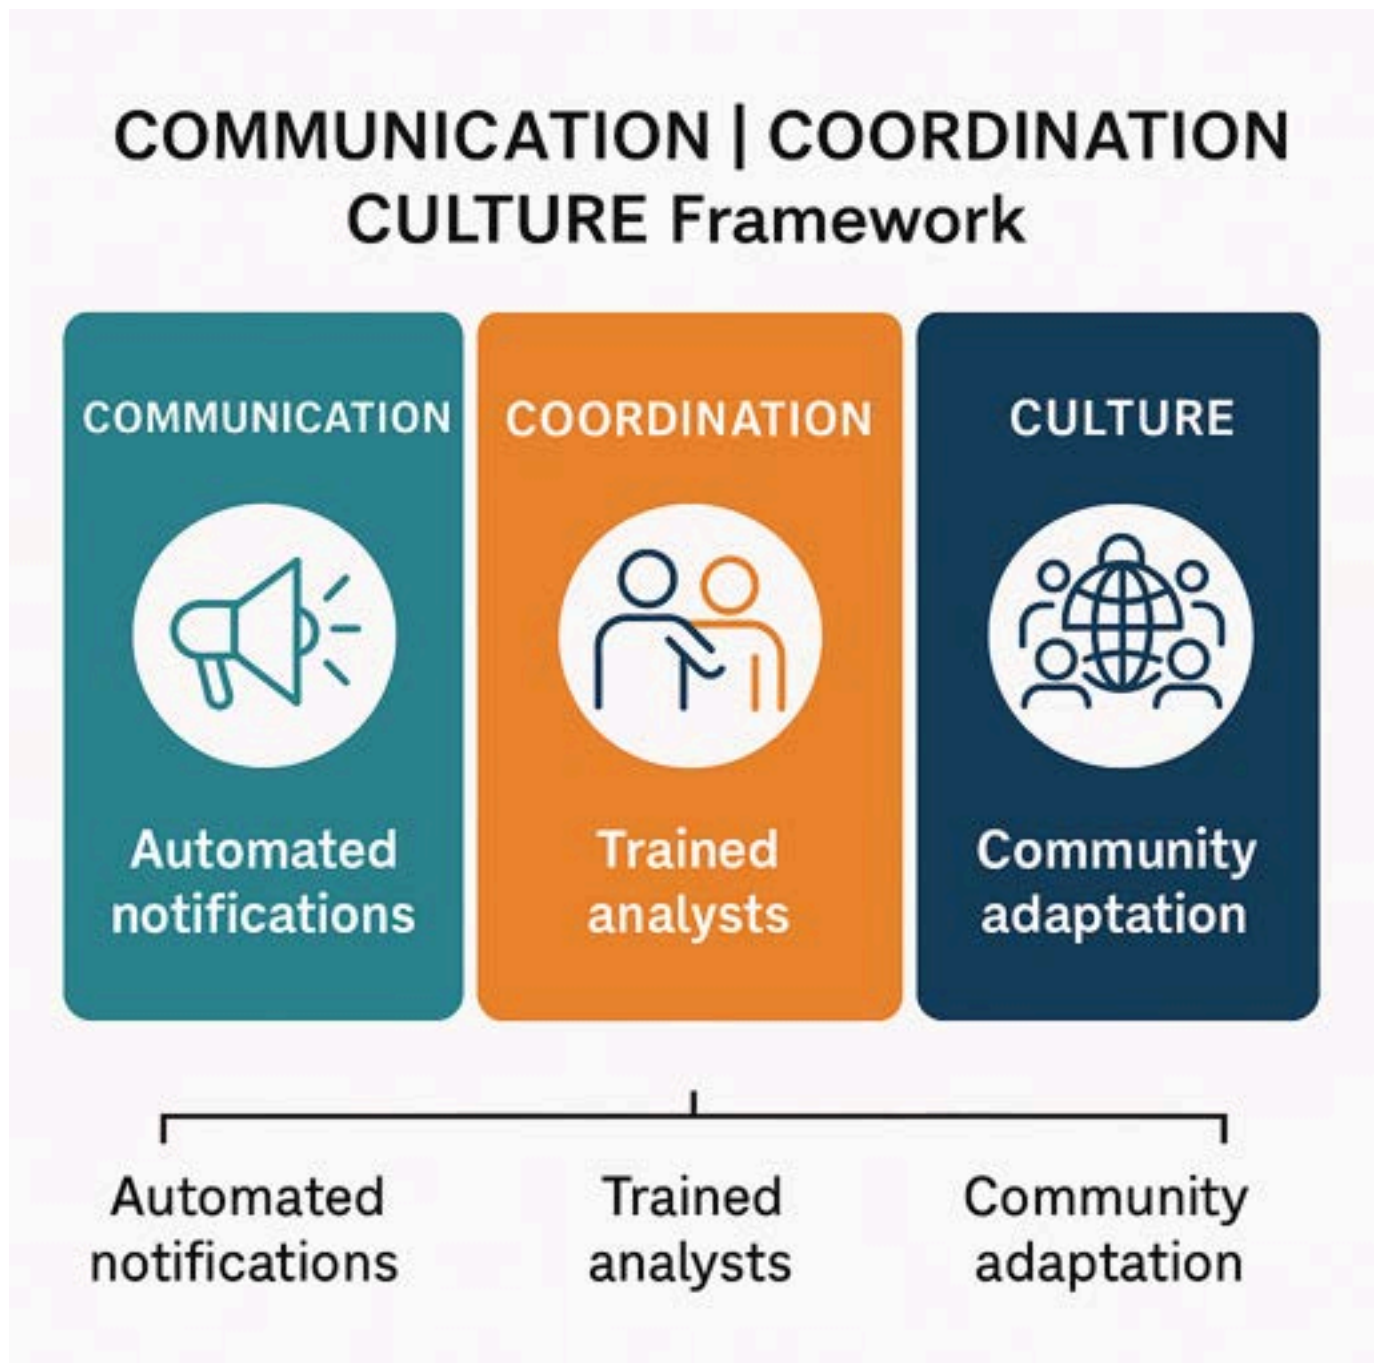 COMMUNICATION | COORDINATION
CULTURE Framework
COMMUNICATION
Automated
notifications
COORDINATION
Trained
analysts
CULTURE
Community
adaptation
Automated
notifications
Trained
analysts
Community
adaptation